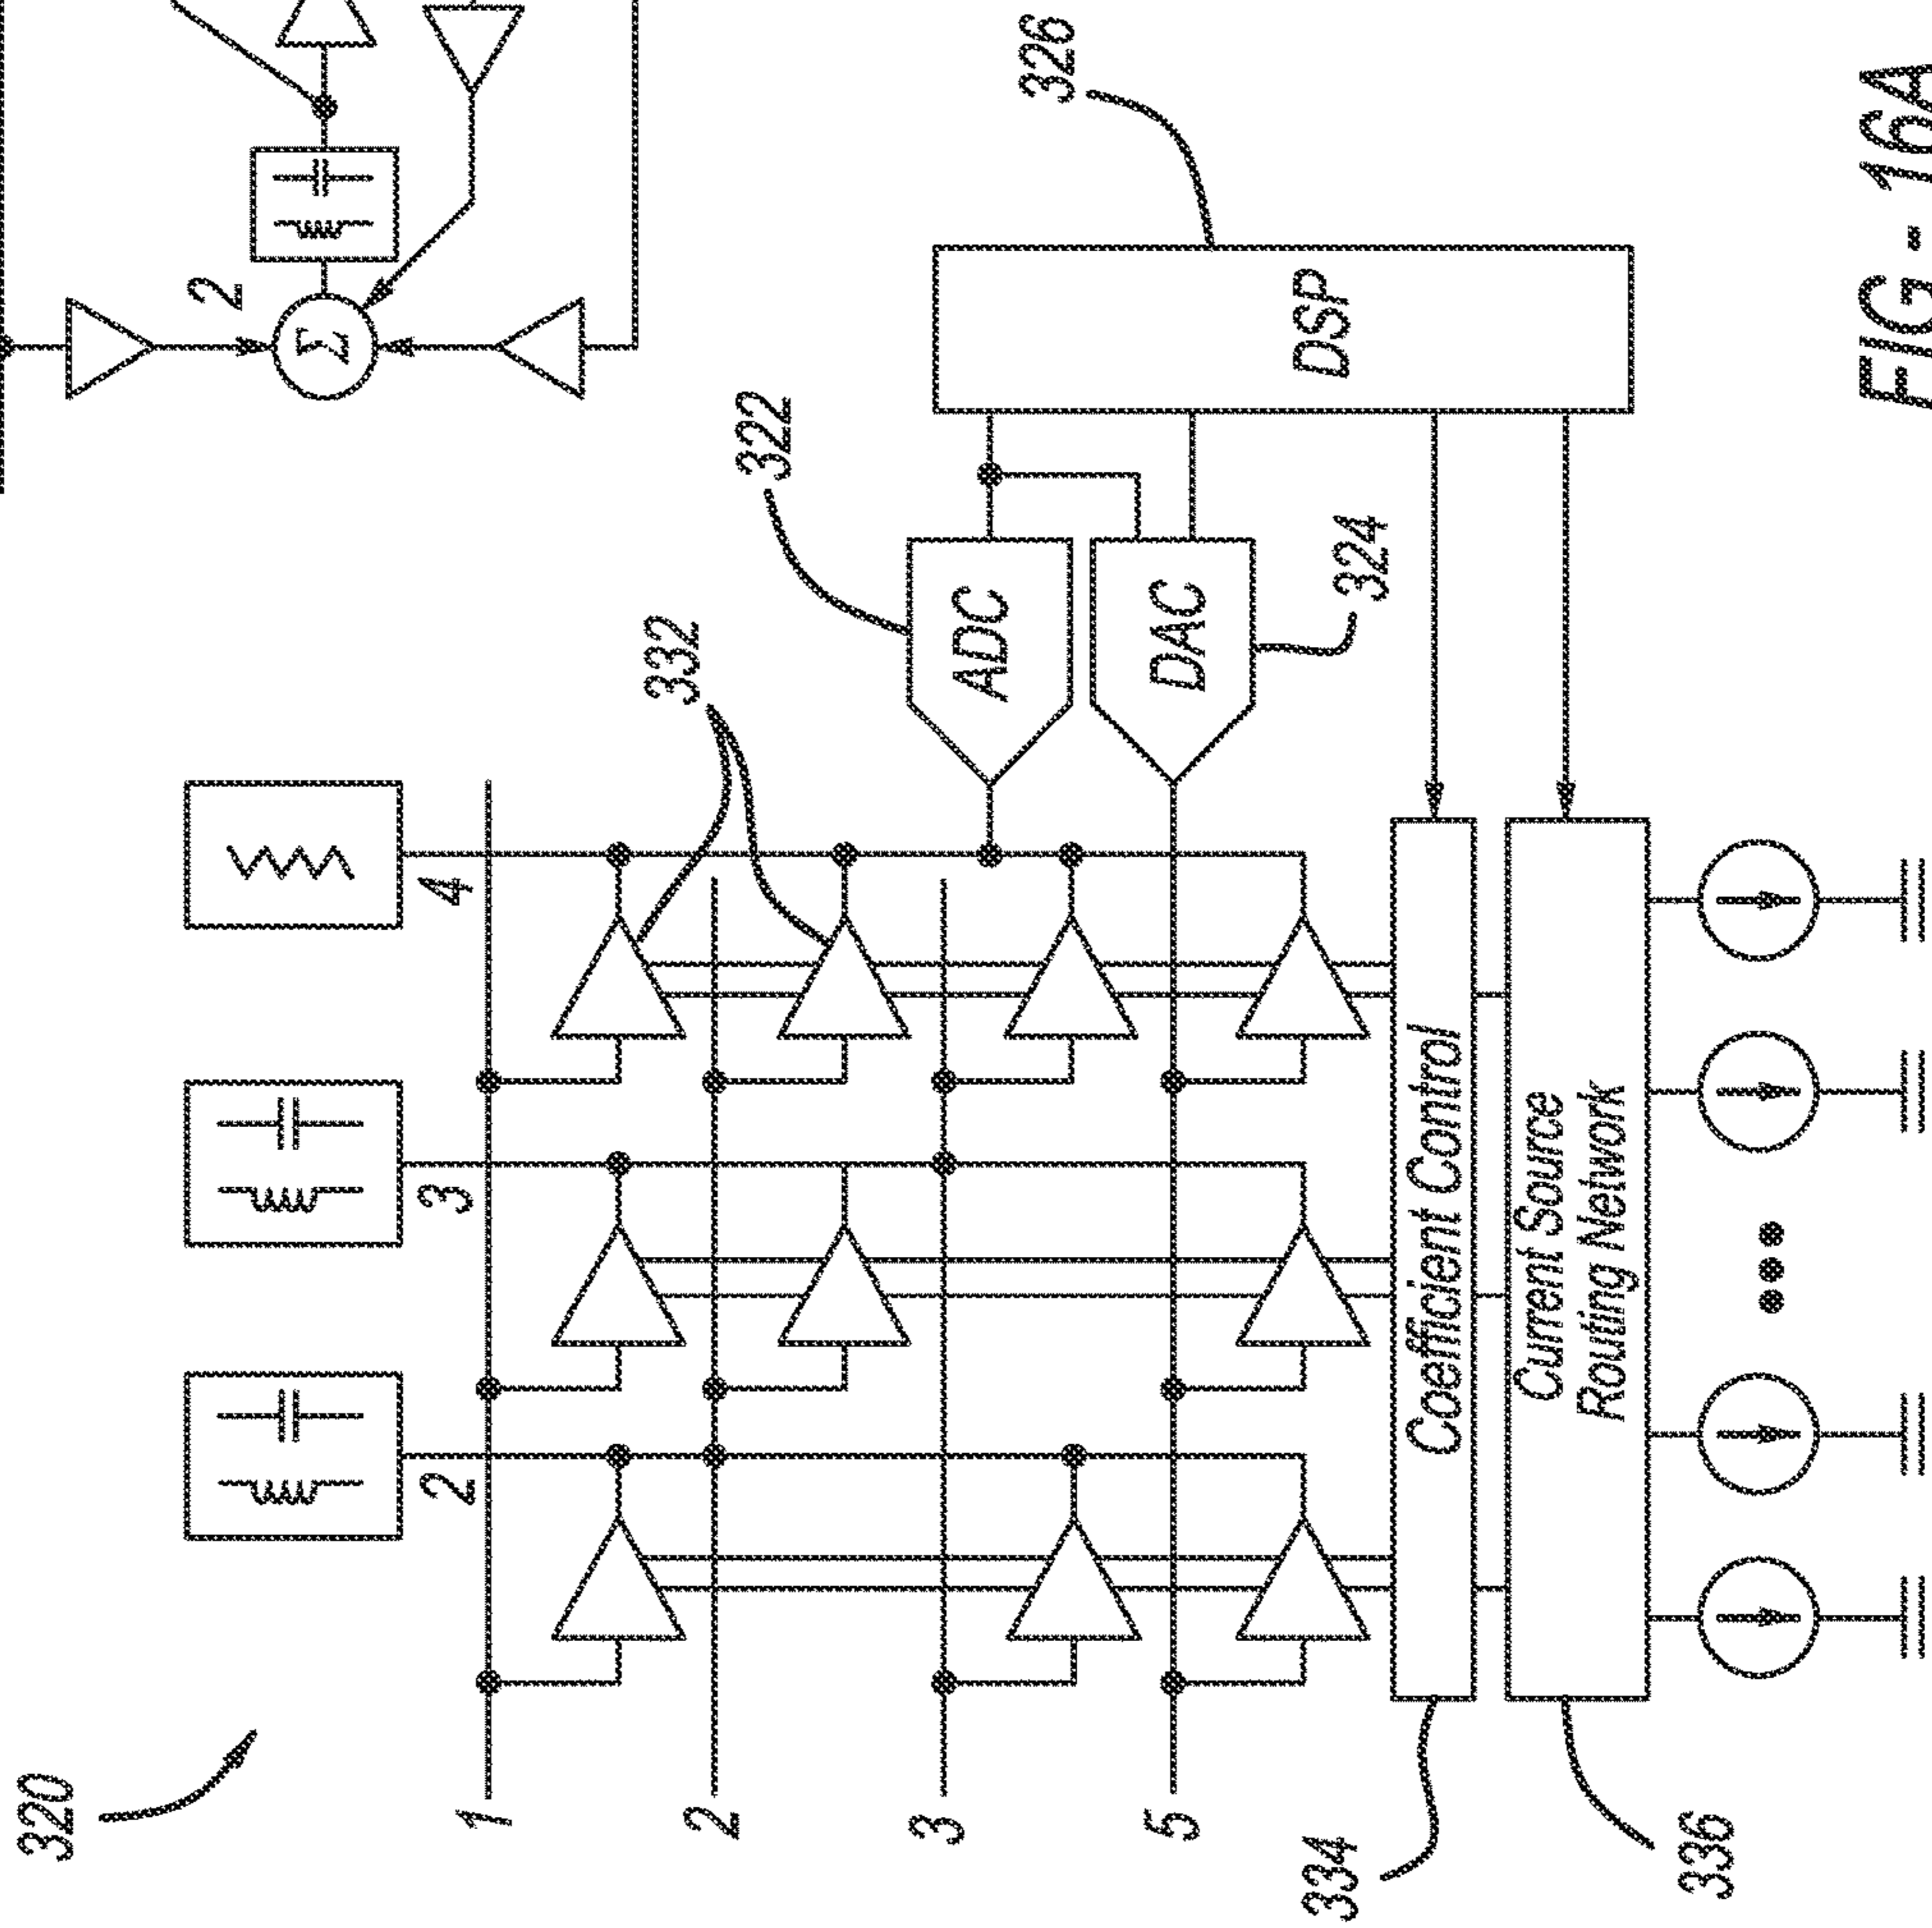 320
2
Σ
2
3
4
1
332
2
322
3
ADC
326
5
DAC
DSP
334
324
Coefficient Control
Current Source
Routing Network
336
FIG - 16A